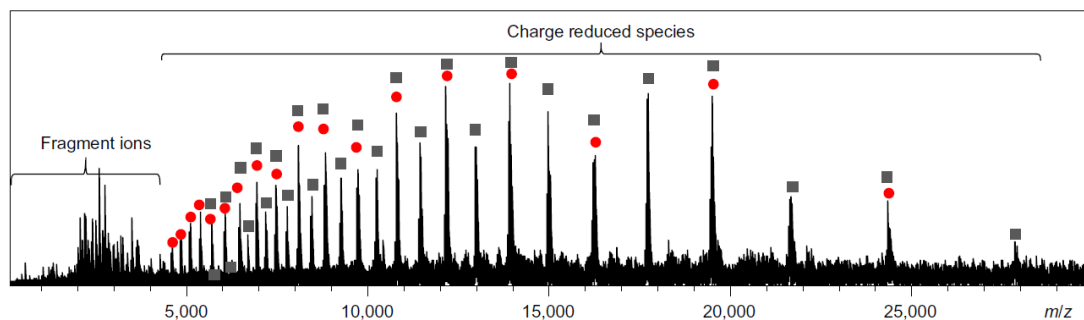 Charge reduced species
Fragment ions
5,000 10,000 15,000 20,000 25,000 m/z